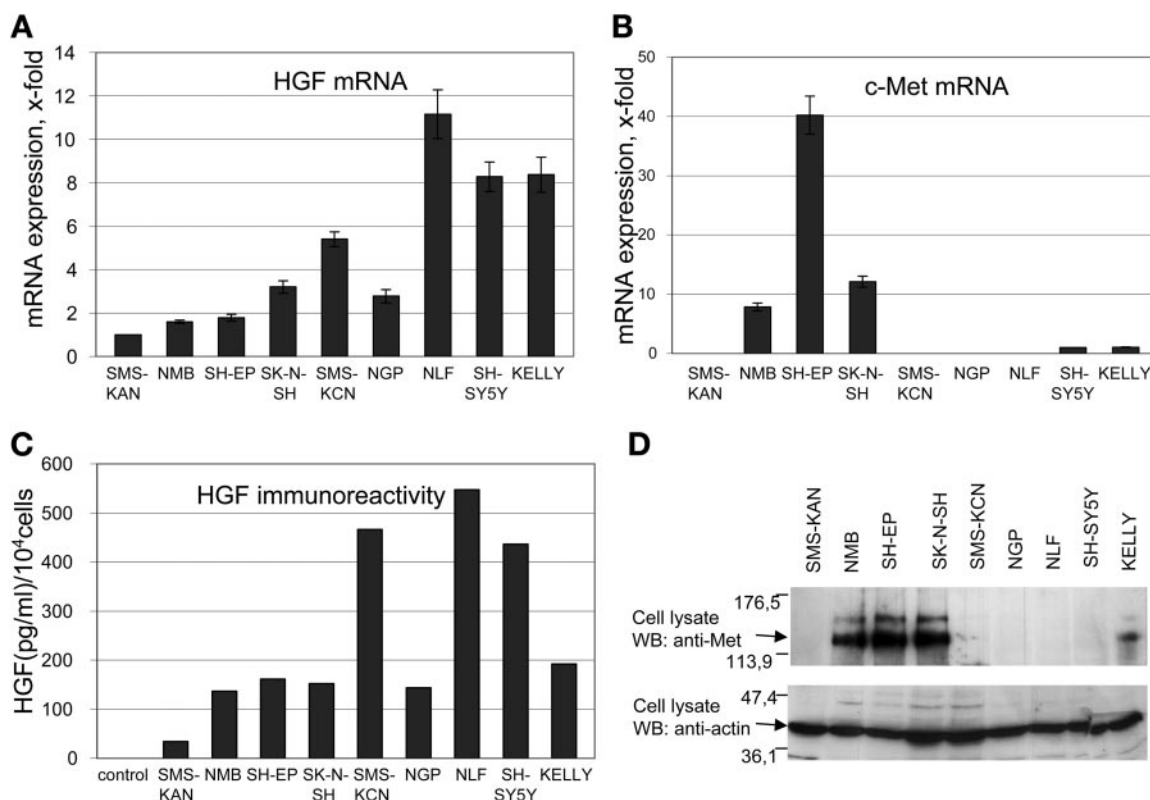 A
HGF mRNA
mRNA expression, x-fold
14
12
10
8
6
4
2
0
SMS-KAN NMB SH-EP SK-N-SH SMS-KCN NGP NLF SH-SY5Y KELLY
B
c-Met mRNA
mRNA expression, x-fold
50
40
30
20
10
0
SMS-KAN NMB SH-EP SK-N-SH SMS-KCN NGP NLF SH-SY5Y KELLY
C
HGF immunoreactivity
HGF(pg/ml)/10⁴cells
600
500
400
300
200
100
0
control SMS-KAN NMB SH-EP SK-N-SH SMS-KCN NGP NLF SH-SY5Y KELLY
D
SMS-KAN NMB SH-EP SK-N-SH SMS-KCN NGP NLF SH-SY5Y KELLY
176,5
Cell lysate
WB: anti-Met
113,9
47,4
Cell lysate
WB: anti-actin
36,1